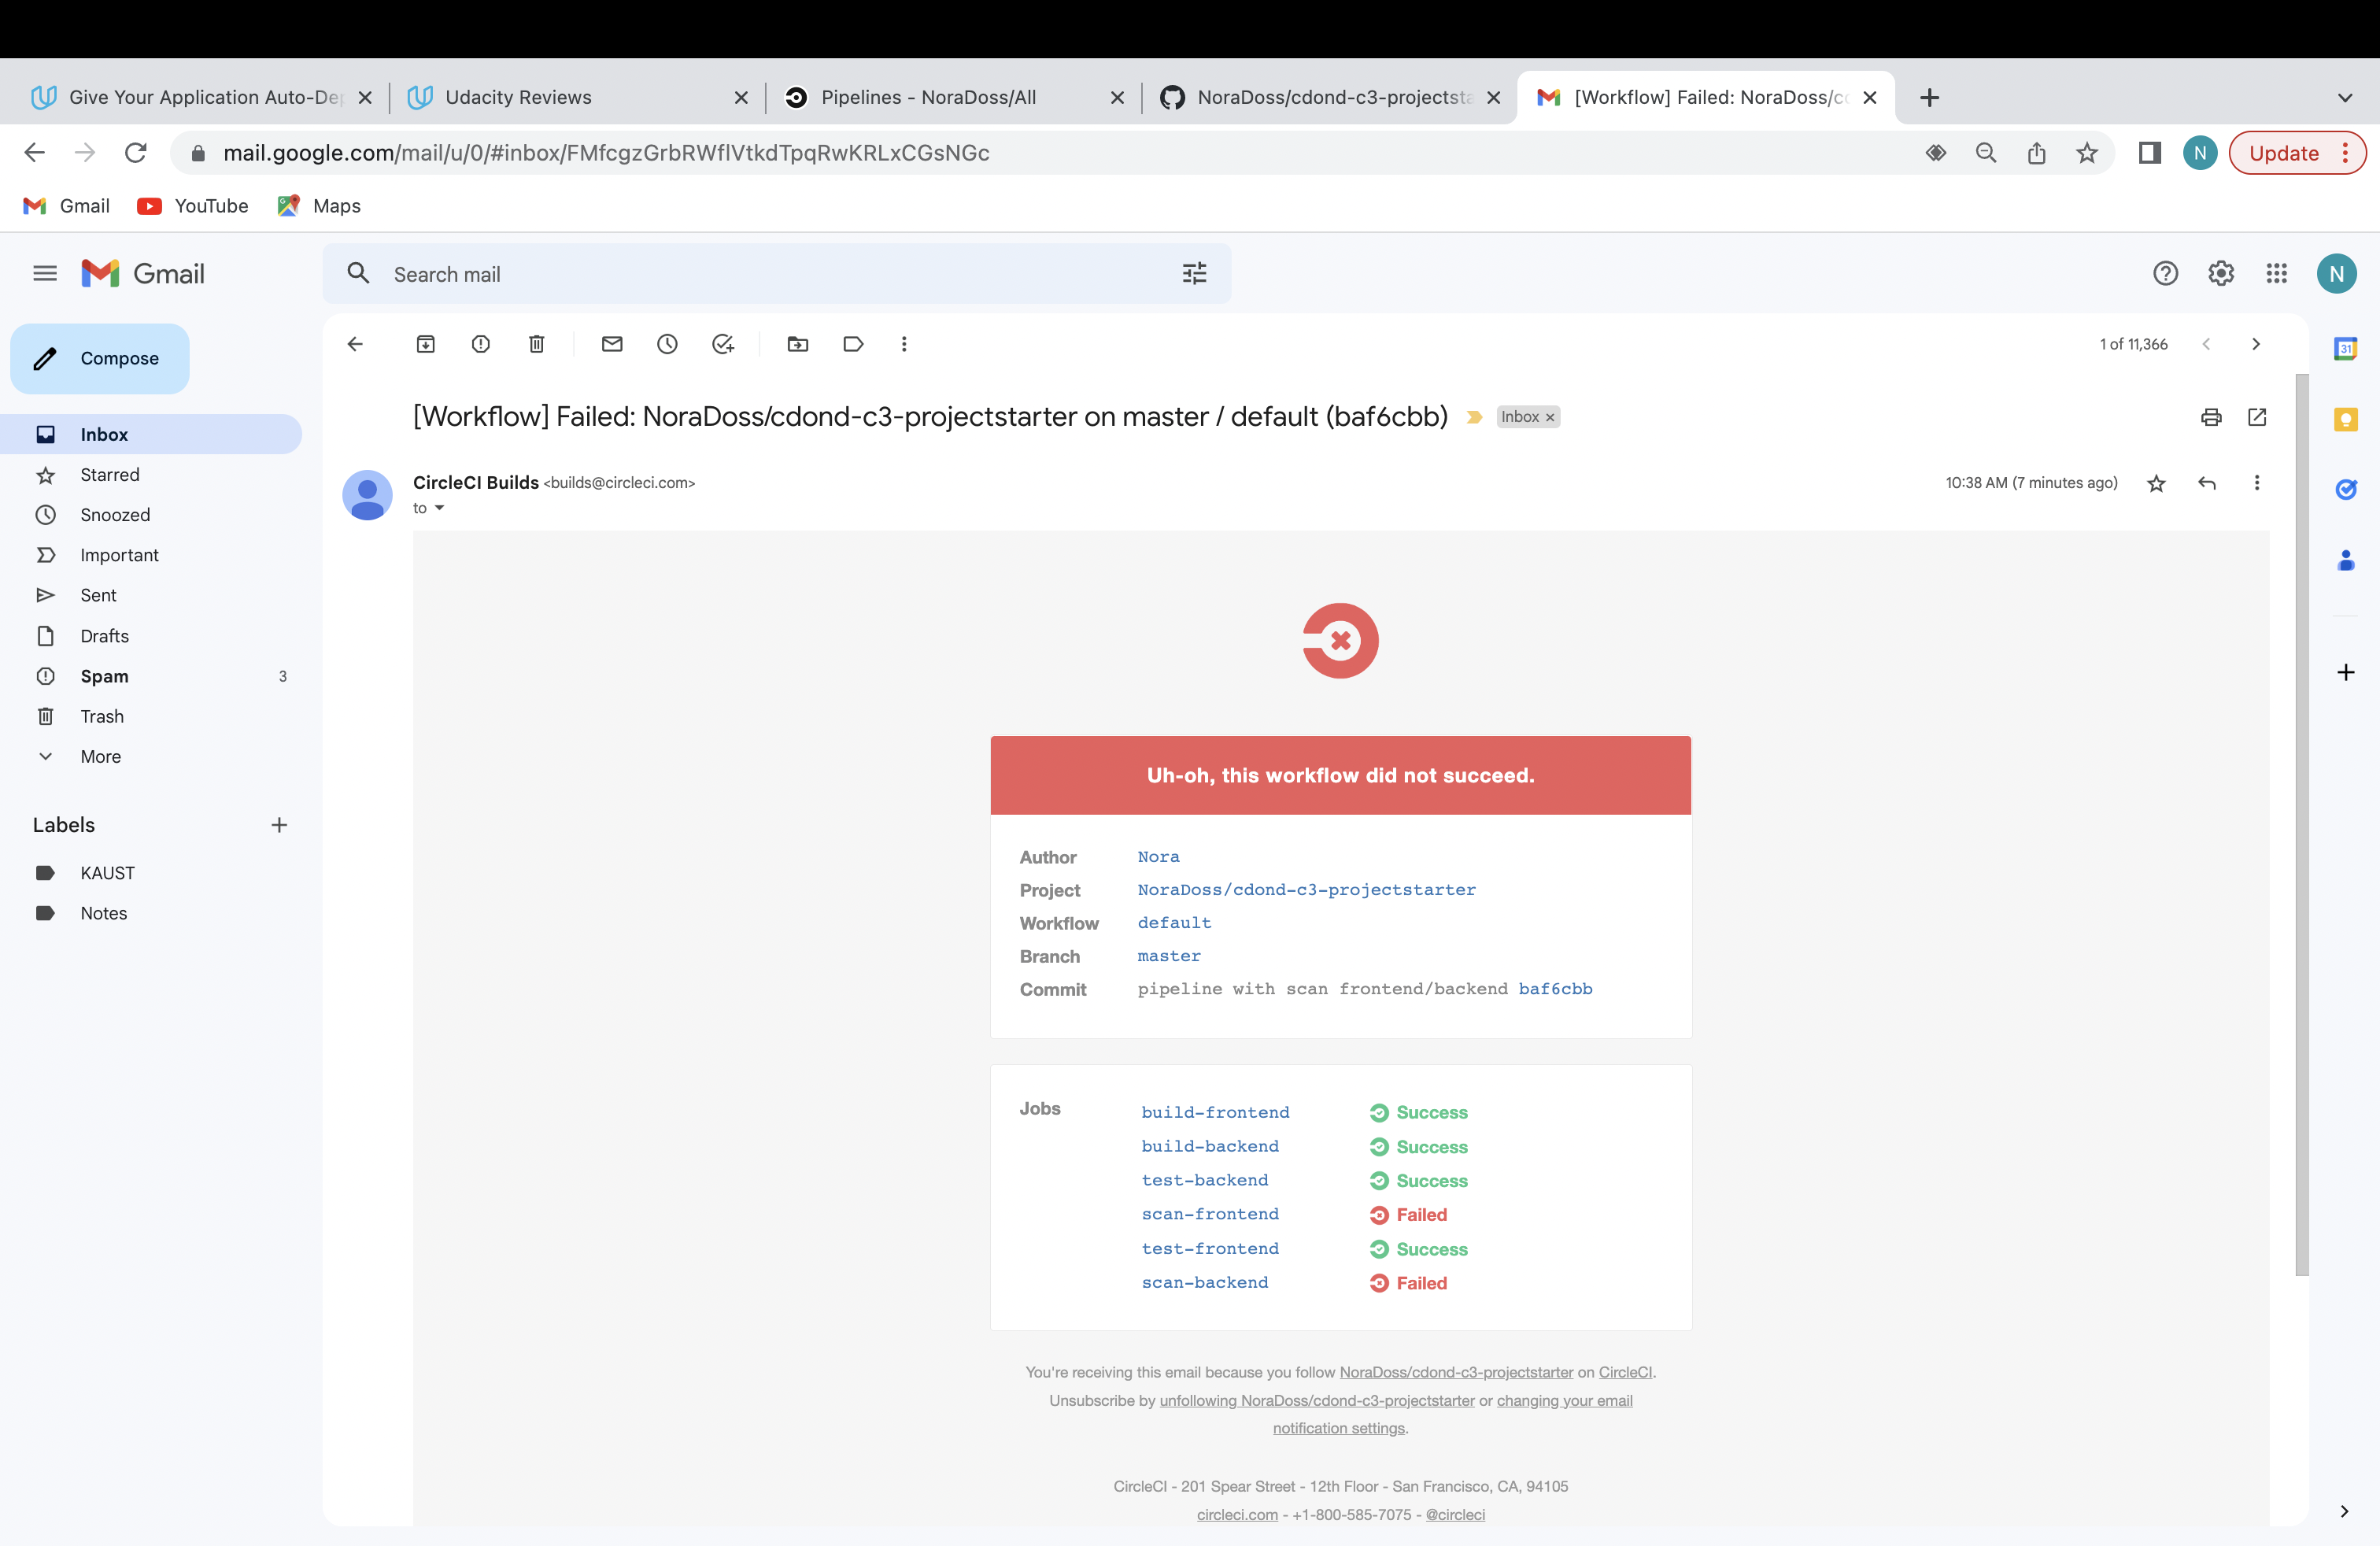 Give Your Application Auto-De
Udacity Reviews
Pipelines - NoraDoss/All
NoraDoss/cdond-c3-projectsta
[Workflow] Failed: NoraDoss/c
mail.google.com/mail/u/0/#inbox/FMfcgzGrbRWflVtkdTpqRwKRLxCGsNGc
N
Update
Gmail
YouTube
Maps
Gmail
Search mail
N
Compose
1 of 11,366
31
Inbox
Starred
Snoozed
Important
Sent
Drafts
Spam 3
Trash
More
Labels
KAUST
Notes
[Workflow] Failed: NoraDoss/cdond-c3-projectstarter on master / default (baf6cbb) Inbox
CircleCI Builds <builds@circleci.com>
10:38 AM (7 minutes ago)
to
Uh-oh, this workflow did not succeed.
Author Nora
Project NoraDoss/cdond-c3-projectstarter
Workflow default
Branch master
Commit pipeline with scan frontend/backend baf6cbb
Jobs build-frontend Success
build-backend Success
test-backend Success
scan-frontend Failed
test-frontend Success
scan-backend Failed
You're receiving this email because you follow NoraDoss/cdond-c3-projectstarter on CircleCI.
Unsubscribe by unfollowing NoraDoss/cdond-c3-projectstarter or changing your email
notification settings.
CircleCI - 201 Spear Street - 12th Floor - San Francisco, CA, 94105
circleci.com - +1-800-585-7075 - @circleci